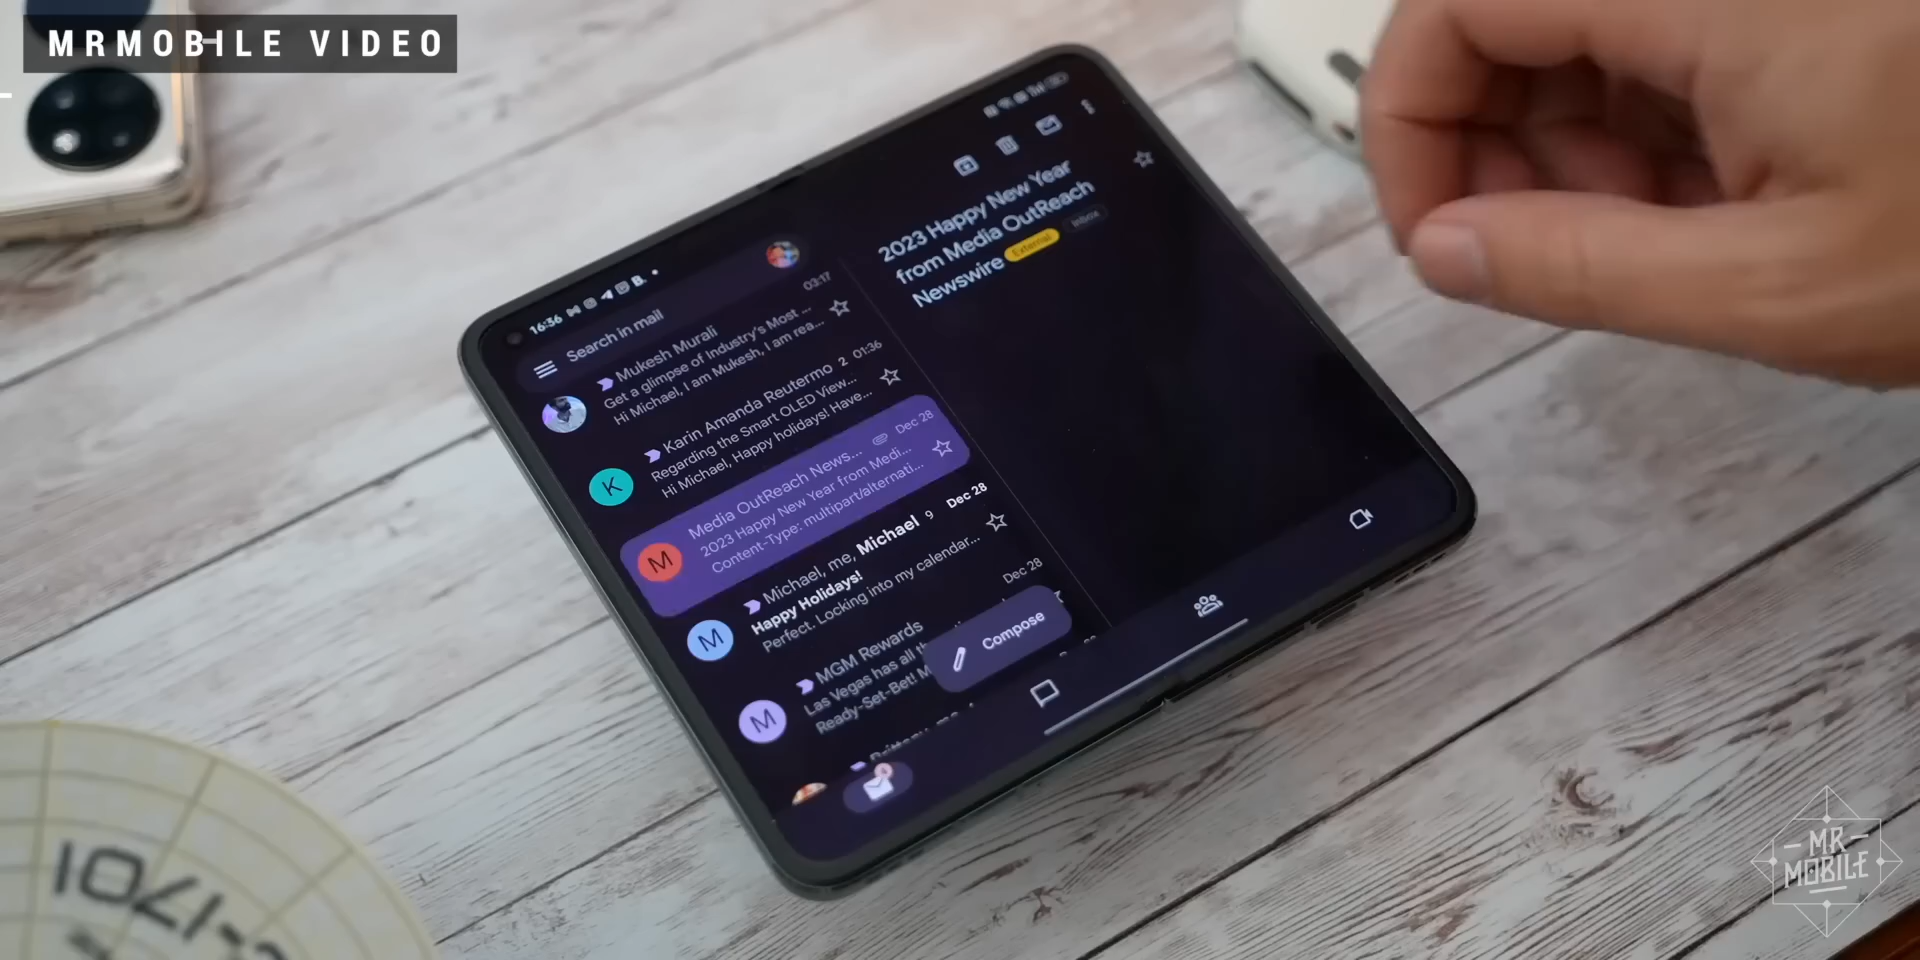 MRMOBILE VIDEO
16:36
Search in mail
03:17
Mukesh Murali
Get a glimpse of Industry's Most ...
Hi Michael, I am Mukesh, I am rea...
Karin Amanda Reutermo 2 01:36
Regarding the Smart OLED View...
Hi Michael, Happy holidays! Have...
K
Media OutReach News... Dec 28
2023 Happy New Year from Medi...
Content-Type: multipart/alternati...
M
Michael, me, Michael 9 Dec 28
Happy Holidays!
Perfect. Locking into my calendar...
M
MGM Rewards Dec 28
Las Vegas has all
Ready-Set-Bet! M
M
Compose
2023 Happy New Year
from Media OutReach
Newswire External Inbox
MR
MOBILE